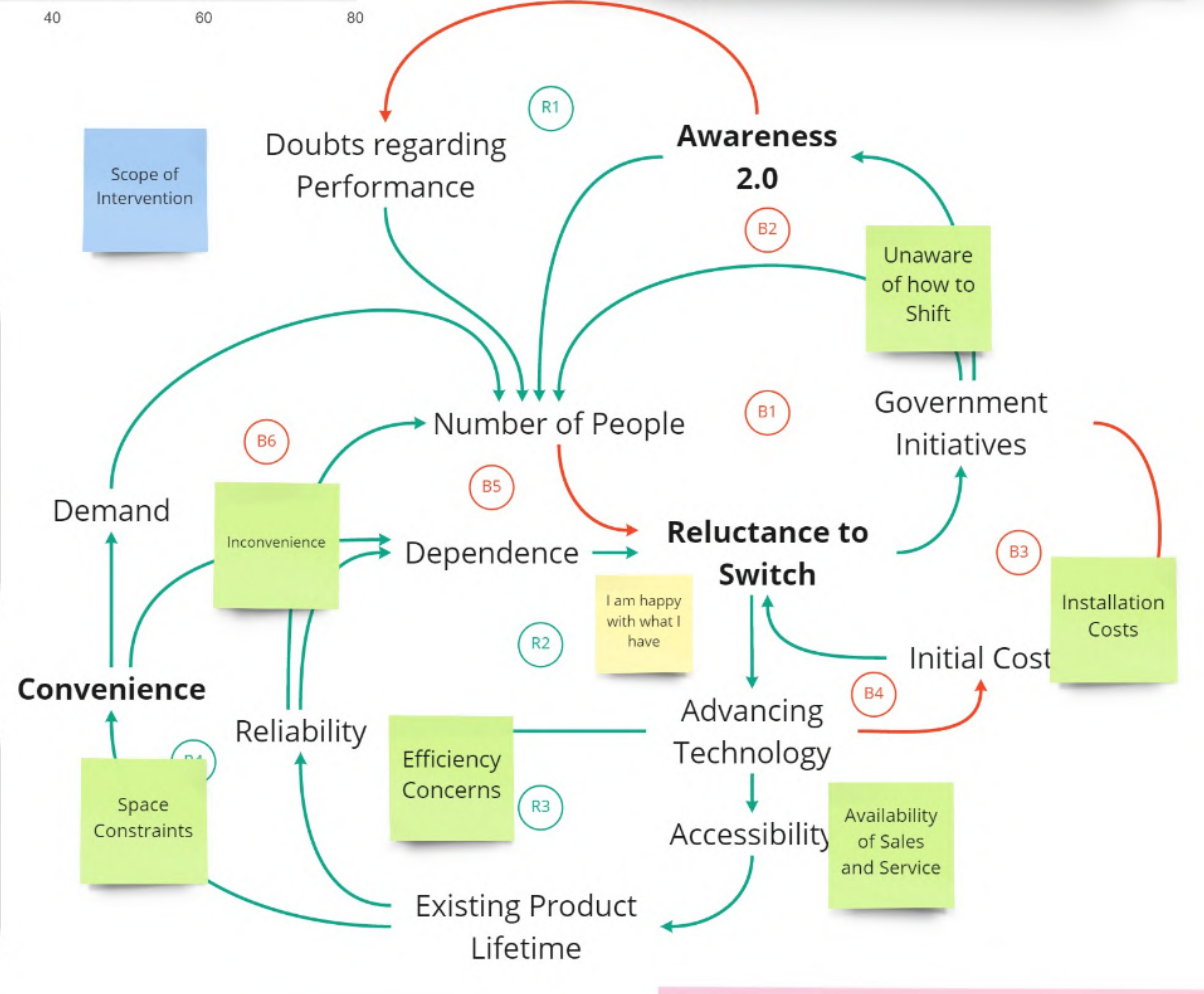 40 60 80
R1
Doubts regarding
Performance
Awareness
2.0
Scope of
Intervention
B2
Unaware
of how to
Shift
Number of People
B1
Government
Initiatives
B6
B5
Demand
Inconvenience
Dependence
Reluctance to
Switch
B3
I am happy
with what I
have
Installation
Costs
R2
Initial Cost
Convenience
B4
Reliability
Advancing
Technology
Efficiency
Concerns
Space
Constraints
R3
Accessibility
Availability
of Sales
and Service
Existing Product
Lifetime